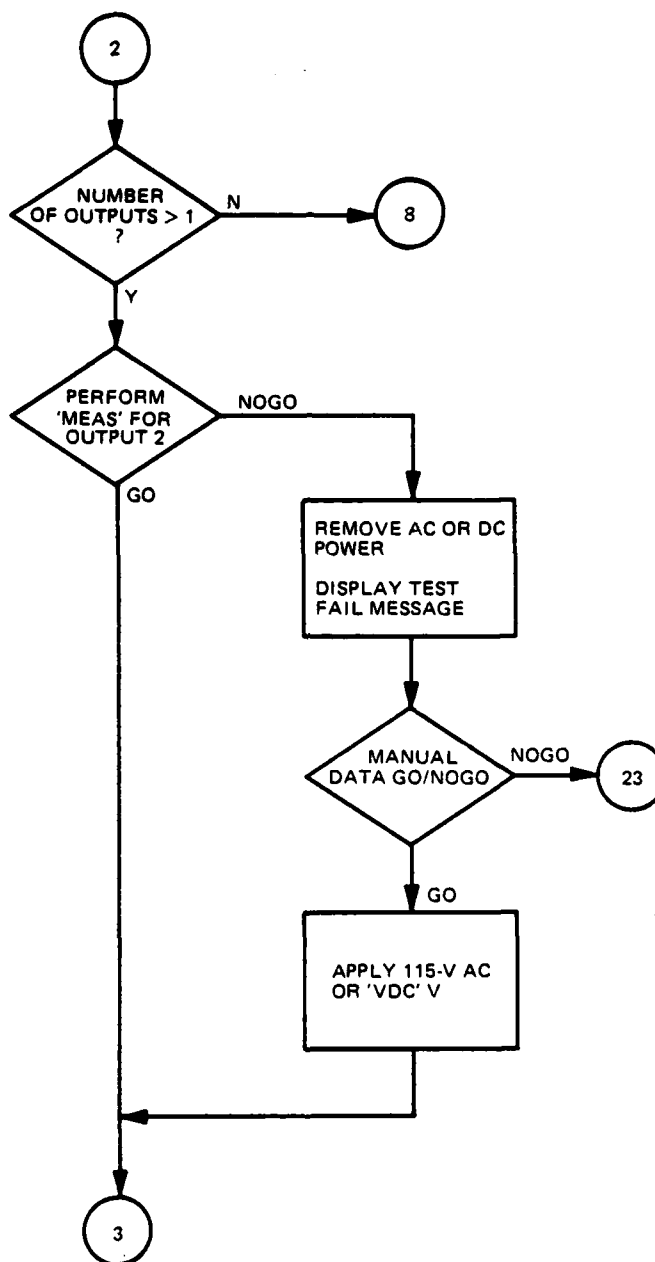 2
NUMBER
OF OUTPUTS > 1
?
N
8
Y
PERFORM
'MEAS' FOR
OUTPUT 2
NOGO
GO
REMOVE AC OR DC
POWER
DISPLAY TEST
FAIL MESSAGE
MANUAL
DATA GO/NOGO
NOGO
23
GO
APPLY 115-V AC
OR 'VDC' V
3